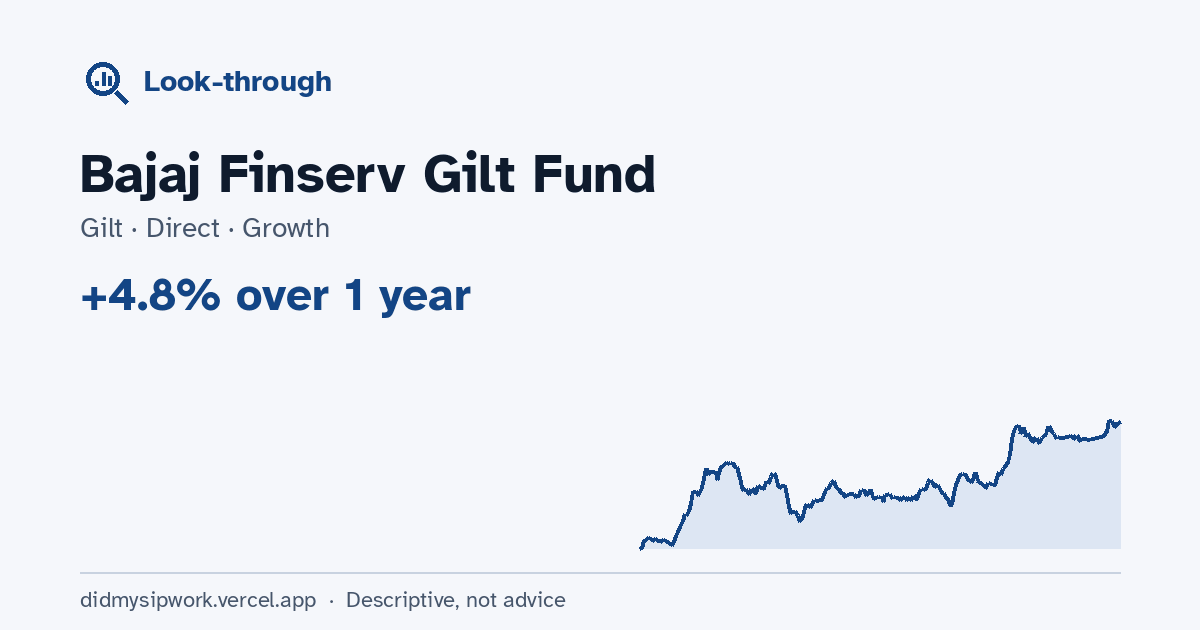 Look-through
Bajaj Finserv Gilt Fund
Gilt · Direct · Growth
+4.8% over 1 year
didmysipwork.vercel.app · Descriptive, not advice